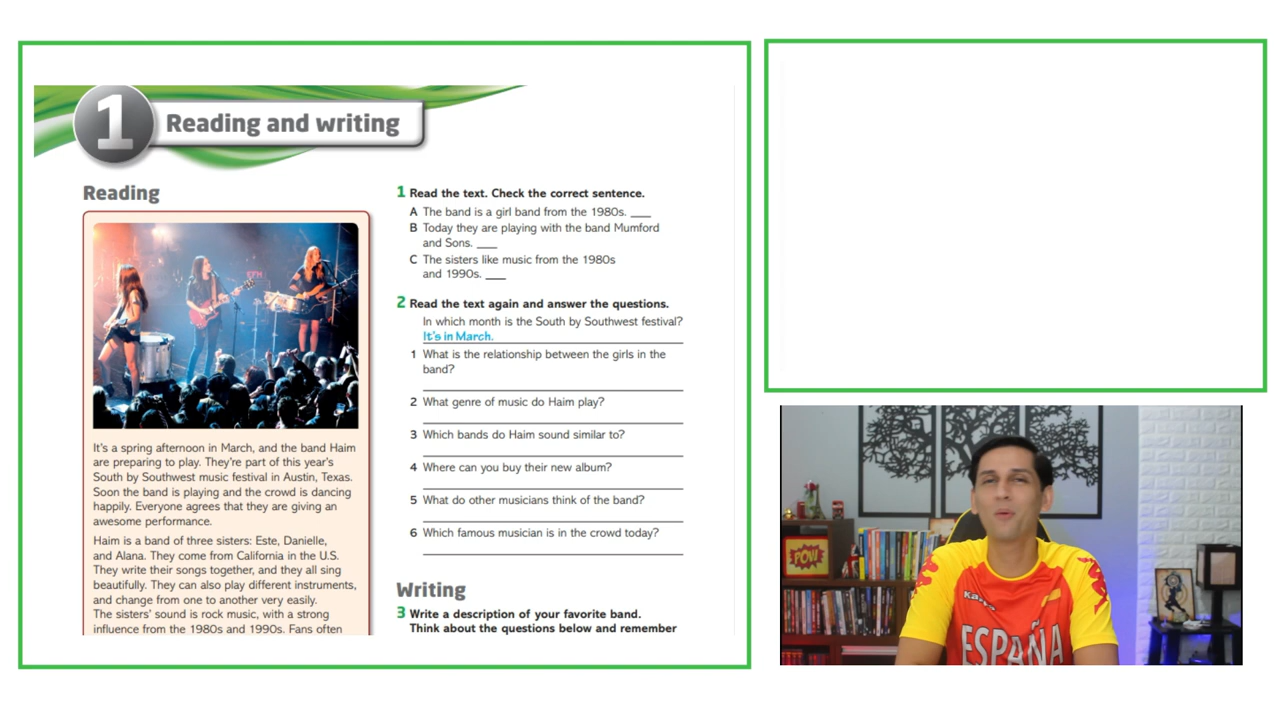 1 Reading and writing
Reading
It's a spring afternoon in March, and the band Haim
are preparing to play. They're part of this year's
South by Southwest music festival in Austin, Texas.
Soon the band is playing and the crowd is dancing
happily. Everyone agrees that they are giving an
awesome performance.
Haim is a band of three sisters: Este, Danielle,
and Alana. They come from California in the U.S.
They write their songs together, and they all sing
beautifully. They can also play different instruments,
and change from one to another very easily.
The sisters' sound is rock music, with a strong
influence from the 1980s and 1990s. Fans often
1 Read the text. Check the correct sentence.
A The band is a girl band from the 1980s. ___
B Today they are playing with the band Mumford
and Sons. ___
C The sisters like music from the 1980s
and 1990s. ___
2 Read the text again and answer the questions.
In which month is the South by Southwest festival?
It's in March.
1 What is the relationship between the girls in the
band?
2 What genre of music do Haim play?
3 Which bands do Haim sound similar to?
4 Where can you buy their new album?
5 What do other musicians think of the band?
6 Which famous musician is in the crowd today?
Writing
3 Write a description of your favorite band.
Think about the questions below and remember
POW
ESPAÑA